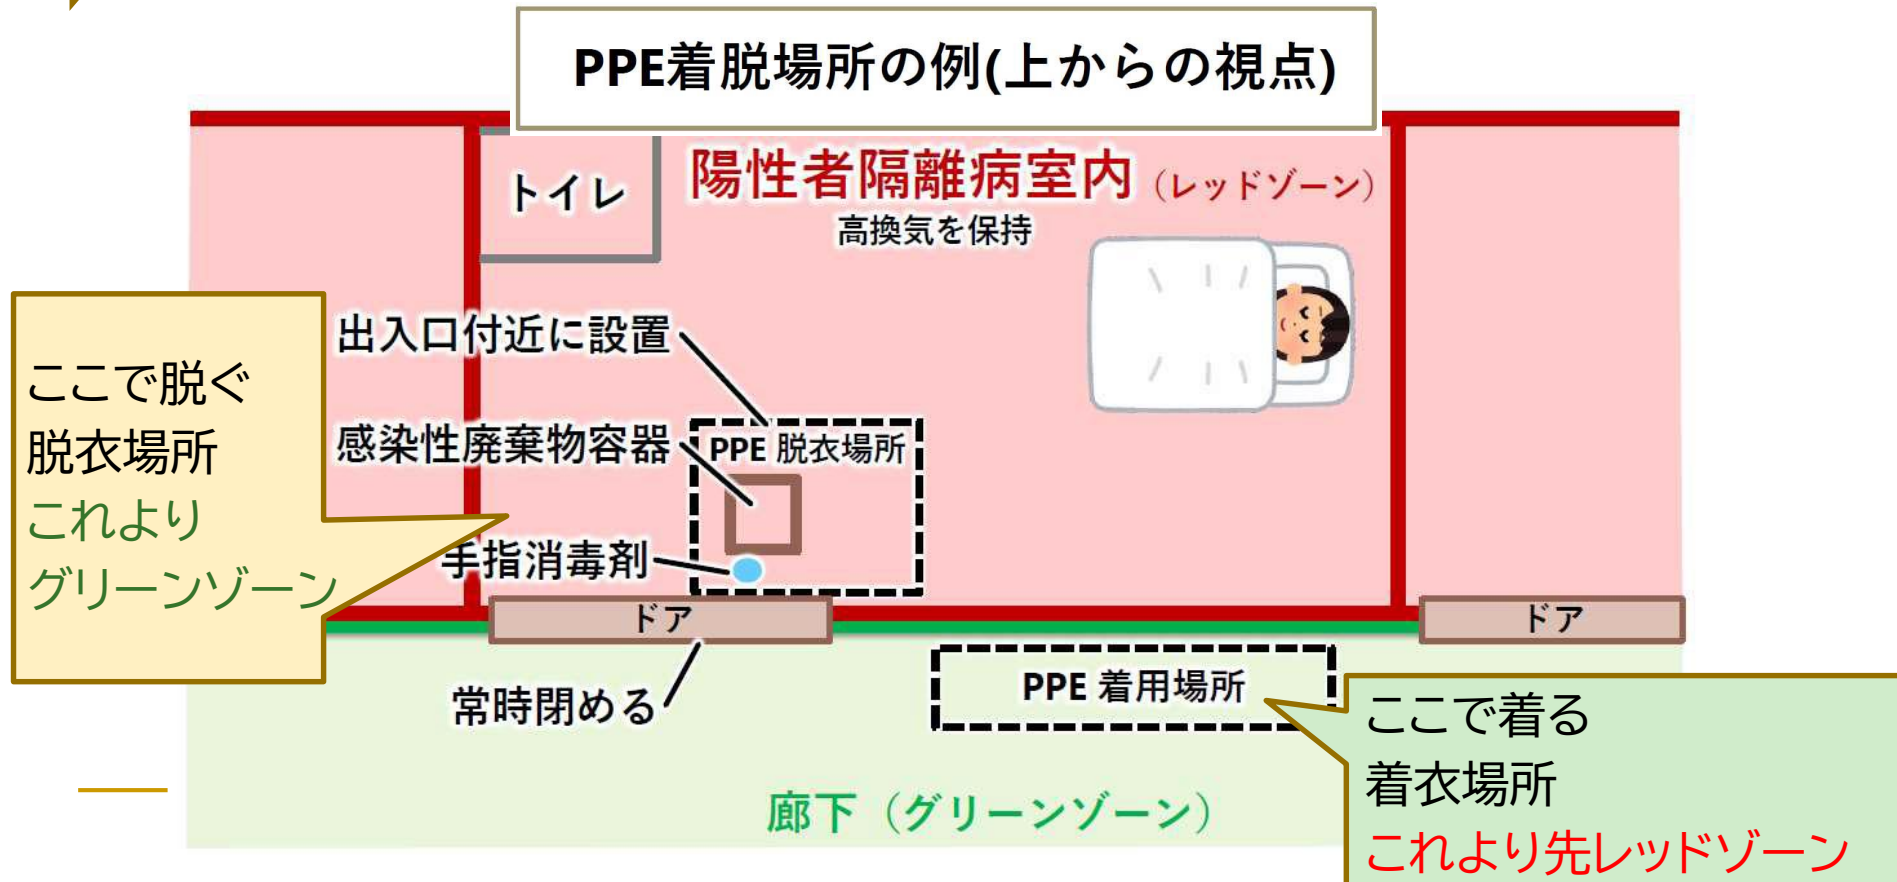 PPE着脱場所の例(上からの視点)
トイレ
陽性者隔離病室内（レッドゾーン）
高換気を保持
出入口付近に設置
感染性廃棄物容器
PPE 脱衣場所
手指消毒剤
ここで脱ぐ
脱衣場所
これより
グリーンゾーン
ドア
ドア
常時閉める
PPE 着用場所
ここで着る
着衣場所
これより先レッドゾーン
廊下（グリーンゾーン）